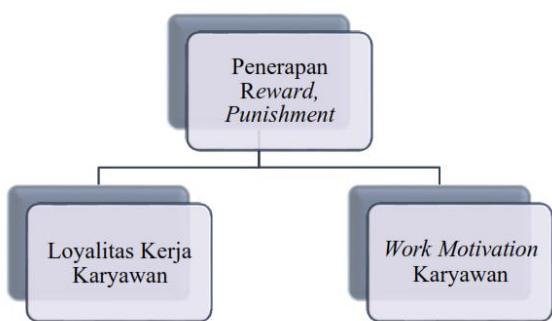 Penerapan
Reward,
Punishment
Loyalitas Kerja
Karyawan
Work Motivation
Karyawan